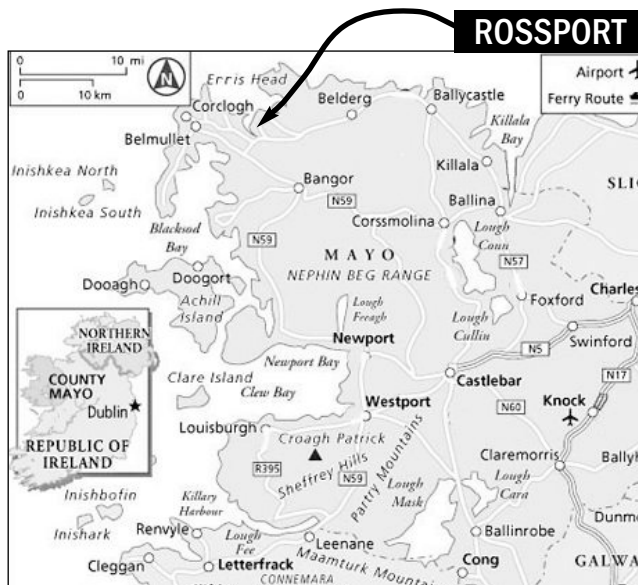 ROSSPORT
0 10 mi
0 10 km
N
Airport
Ferry Route
Erris Head
Corclogh
Belderg
Ballycastle
Killala
Bay
Belmullet
Killala
Inishkea North
Bangor
SLIG
Inishkea South
N59
Ballina
Corssmolina
Lough
Coun
Blacksod
Bay
N59
MAYO
N57
NEPHIN BEG RANGE
Dooagh
Doogort
Achill
Island
Lough
Feeagh
Foxford
Charles
Lough
Cullin
Swinford
NORTHERN
IRELAND
Newport
N5
COUNTY
MAYO
Newport Bay
N17
Clare Island
Clew Bay
Castlebar
Dublin
Westport
N60
Knock
REPUBLIC OF
IRELAND
Louisburgh
Croagh Patrick
Sheffrey Hills
Partry Mountains
R395
N59
Claremorris
Ballyh
Lough
Mask
Lough
Cara
Inishbofin
Killary
Harbour
Inishark
Renvyle
Lough
Fee
Leenane
Ballinrobe
Dunmo
Cleggan
Letterfrack
Maamturk Mountains
Cong
GALWA
CONNEMARA